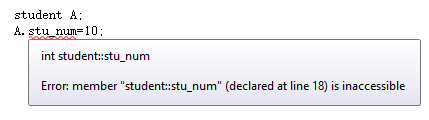 student A;
A.stu_num=10;
int student::stu_num
Error: member "student::stu_num" (declared at line 18) is inaccessible